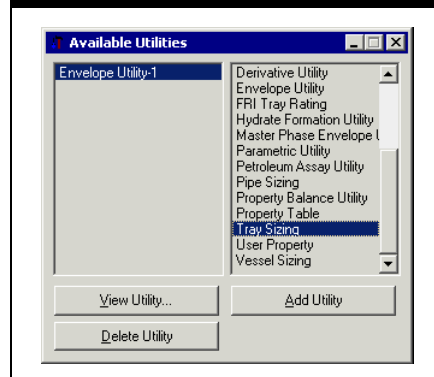 Available Utilities
Envelope Utility-1
Derivative Utility
Envelope Utility
FRI Tray Rating
Hydrate Formation Utility
Master Phase Envelope U
Parametric Utility
Petroleum Assay Utility
Pipe Sizing
Property Balance Utility
Property Table
Tray Sizing
User Property
Vessel Sizing
View Utility...
Add Utility
Delete Utility